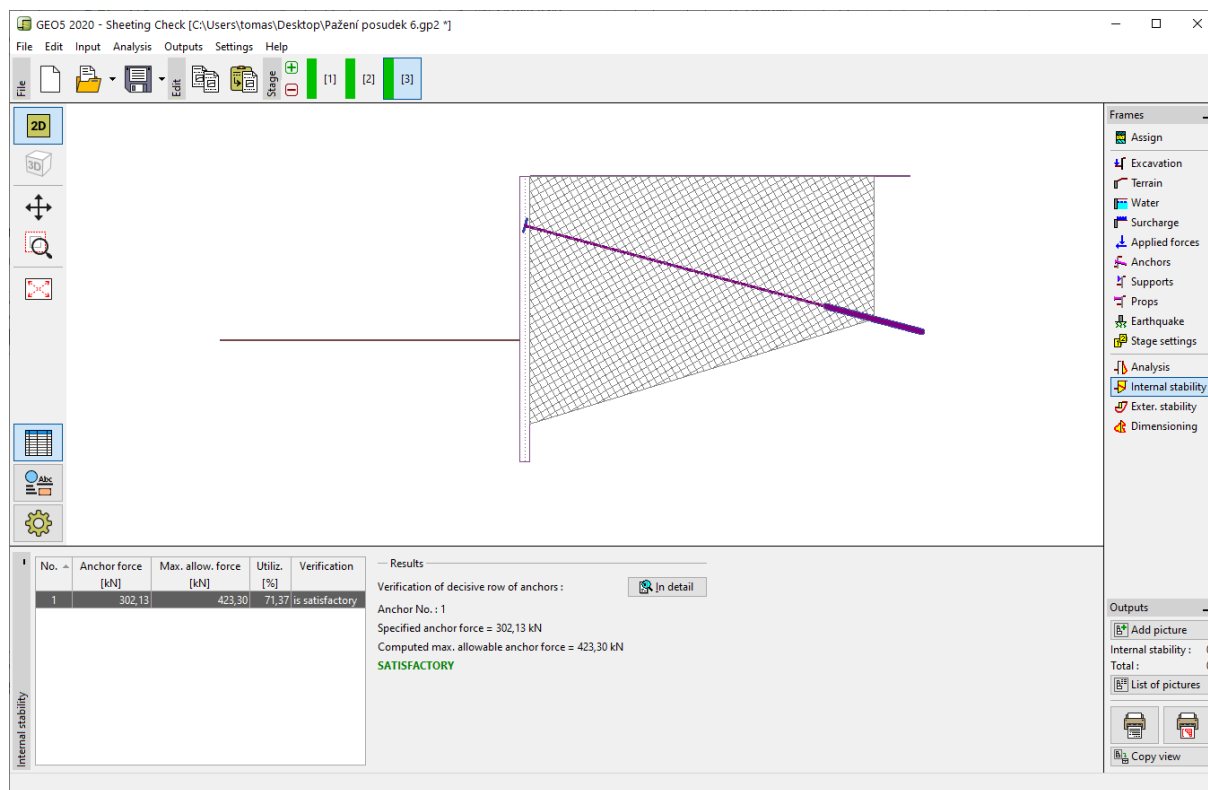 GEO5 2020 - Sheeting Check [C:\Users\tomas\Desktop\Pažení posudek 6.gp2 *]
File Edit Input Analysis Outputs Settings Help
File
Edit
Stage
[1] [2] [3]
2D
3D
Abc
Frames
Assign
Excavation
Terrain
Water
Surcharge
Applied forces
Anchors
Supports
Props
Earthquake
Stage settings
Analysis
Internal stability
Exter. stability
Dimensioning
Internal stability
No. Anchor force Max. allow. force Utiliz. Verification
[kN] [kN] [%]
1 302,13 423,30 71,37 is satisfactory
Results
Verification of decisive row of anchors : In detail
Anchor No. : 1
Specified anchor force = 302,13 kN
Computed max. allowable anchor force = 423,30 kN
SATISFACTORY
Outputs
Add picture
Internal stability :
Total :
List of pictures
Copy view